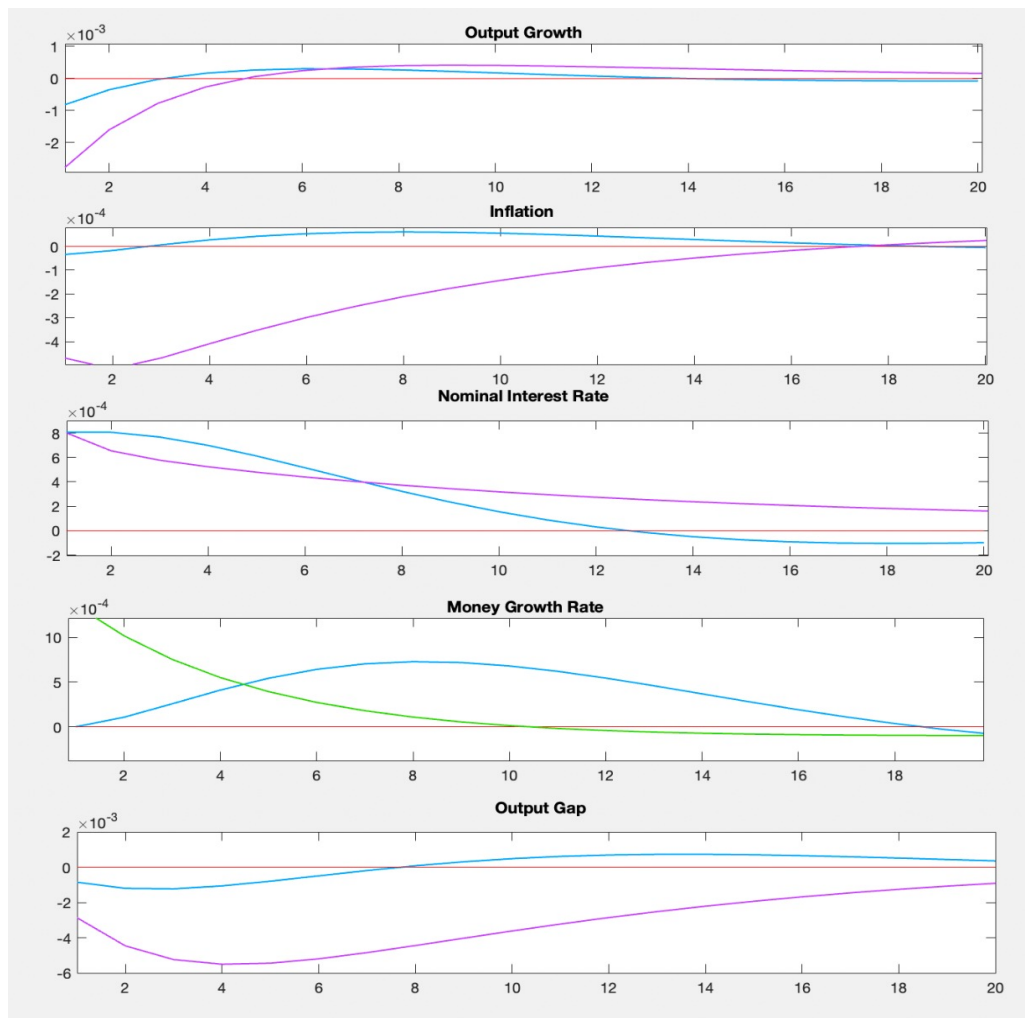 Output Growth
×10-3
1
0
-1
-2
2 4 6 8 10 12 14 16 18 20
Inflation
×10-4
0
-1
-2
-3
-4
2 4 6 8 10 12 14 16 18 20
Nominal Interest Rate
×10-4
8
6
4
2
0
-2
2 4 6 8 10 12 14 16 18 20
Money Growth Rate
×10-4
10
5
0
2 4 6 8 10 12 14 16 18
Output Gap
×10-3
2
0
-2
-4
-6
2 4 6 8 10 12 14 16 18 20